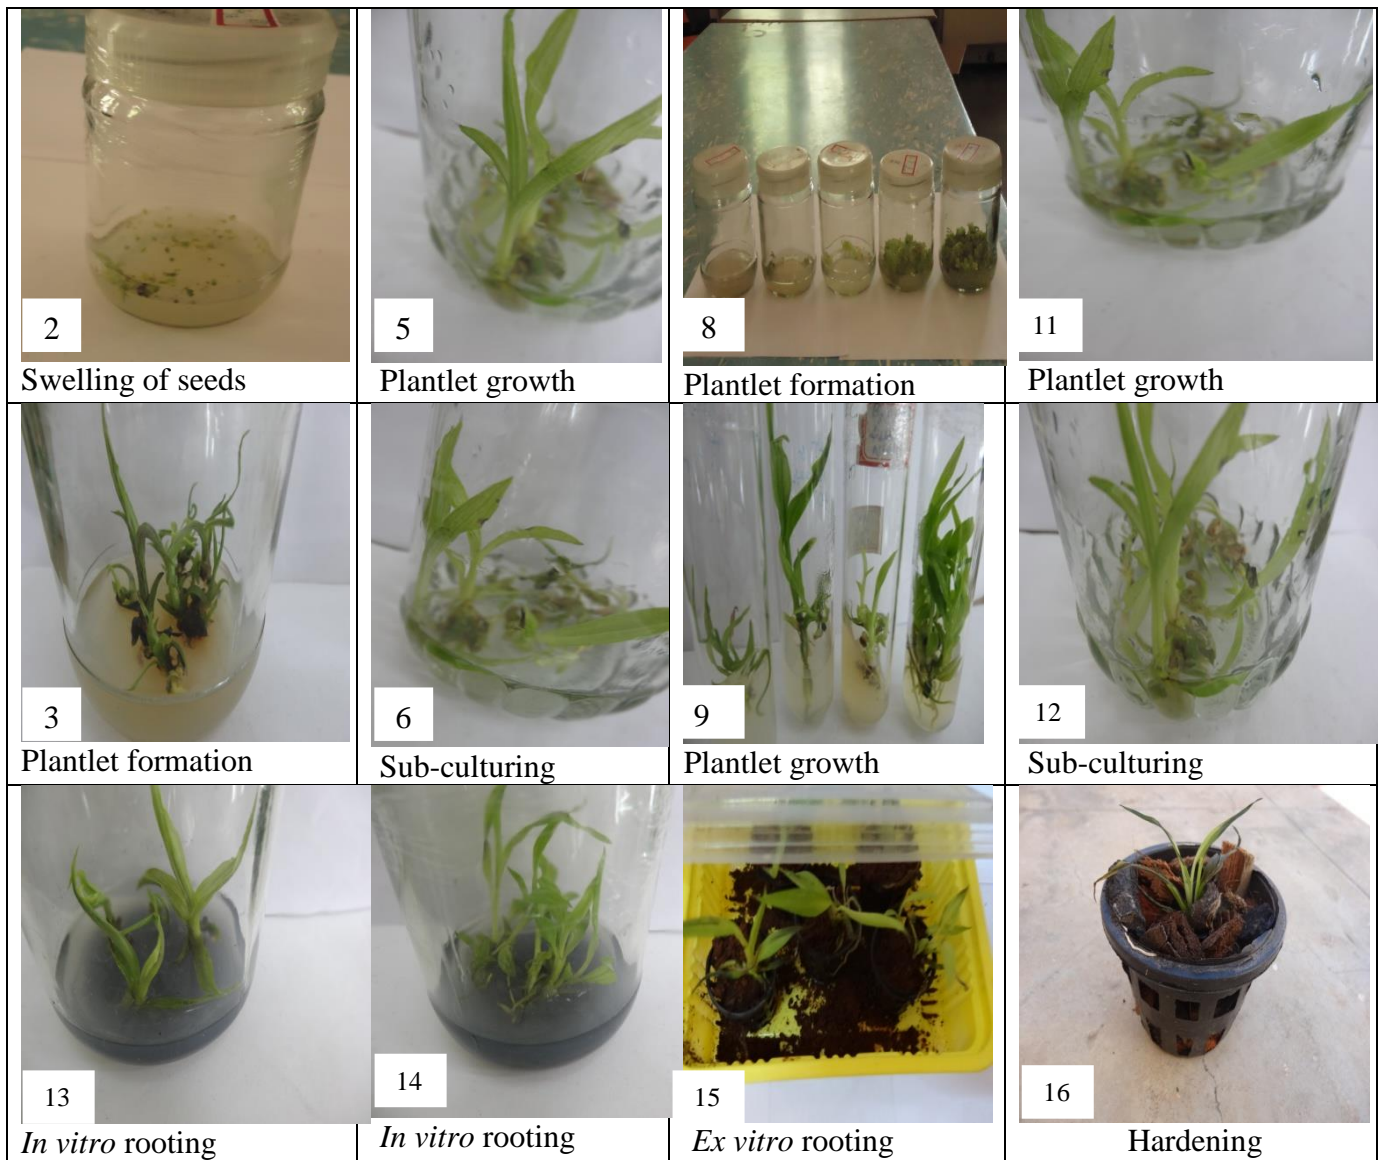 2
5
8
11
Swelling of seeds
Plantlet growth
Plantlet formation
Plantlet growth
3
6
9
12
Plantlet formation
Sub-culturing
Plantlet growth
Sub-culturing
13
14
15
16
In vitro rooting
In vitro rooting
Ex vitro rooting
Hardening